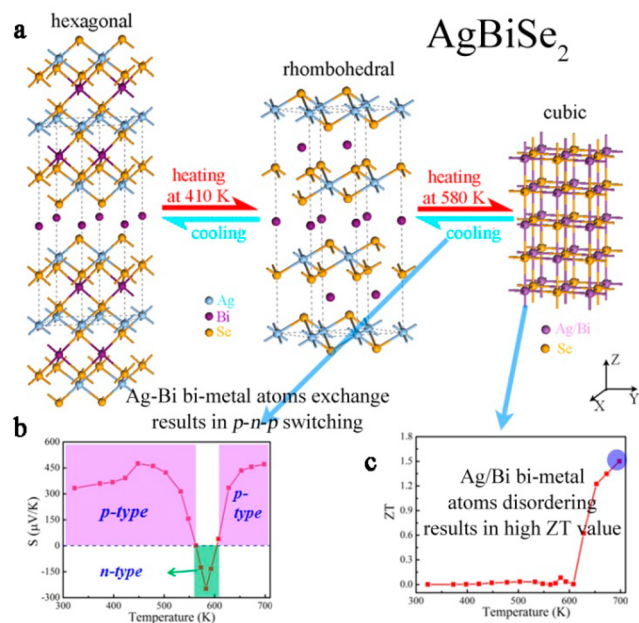 a
hexagonal
AgBiSe2
rhombohedral
cubic
heating
at 410 K
cooling
heating
at 580 K
cooling
Ag
Bi
Se
Ag/Bi
Se
Z
X
Y
Ag-Bi bi-metal atoms exchange
results in p-n-p switching
b
S (μV/K)
600
450
300
150
0
-150
-300
p-type
p-
type
n-type
300 400 500 600 700
Temperature (K)
c
ZT
1.8
1.5
1.2
0.9
0.6
0.3
0.0
Ag/Bi bi-metal
atoms disordering
results in high ZT value
300 400 500 600 700
Temperature (K)